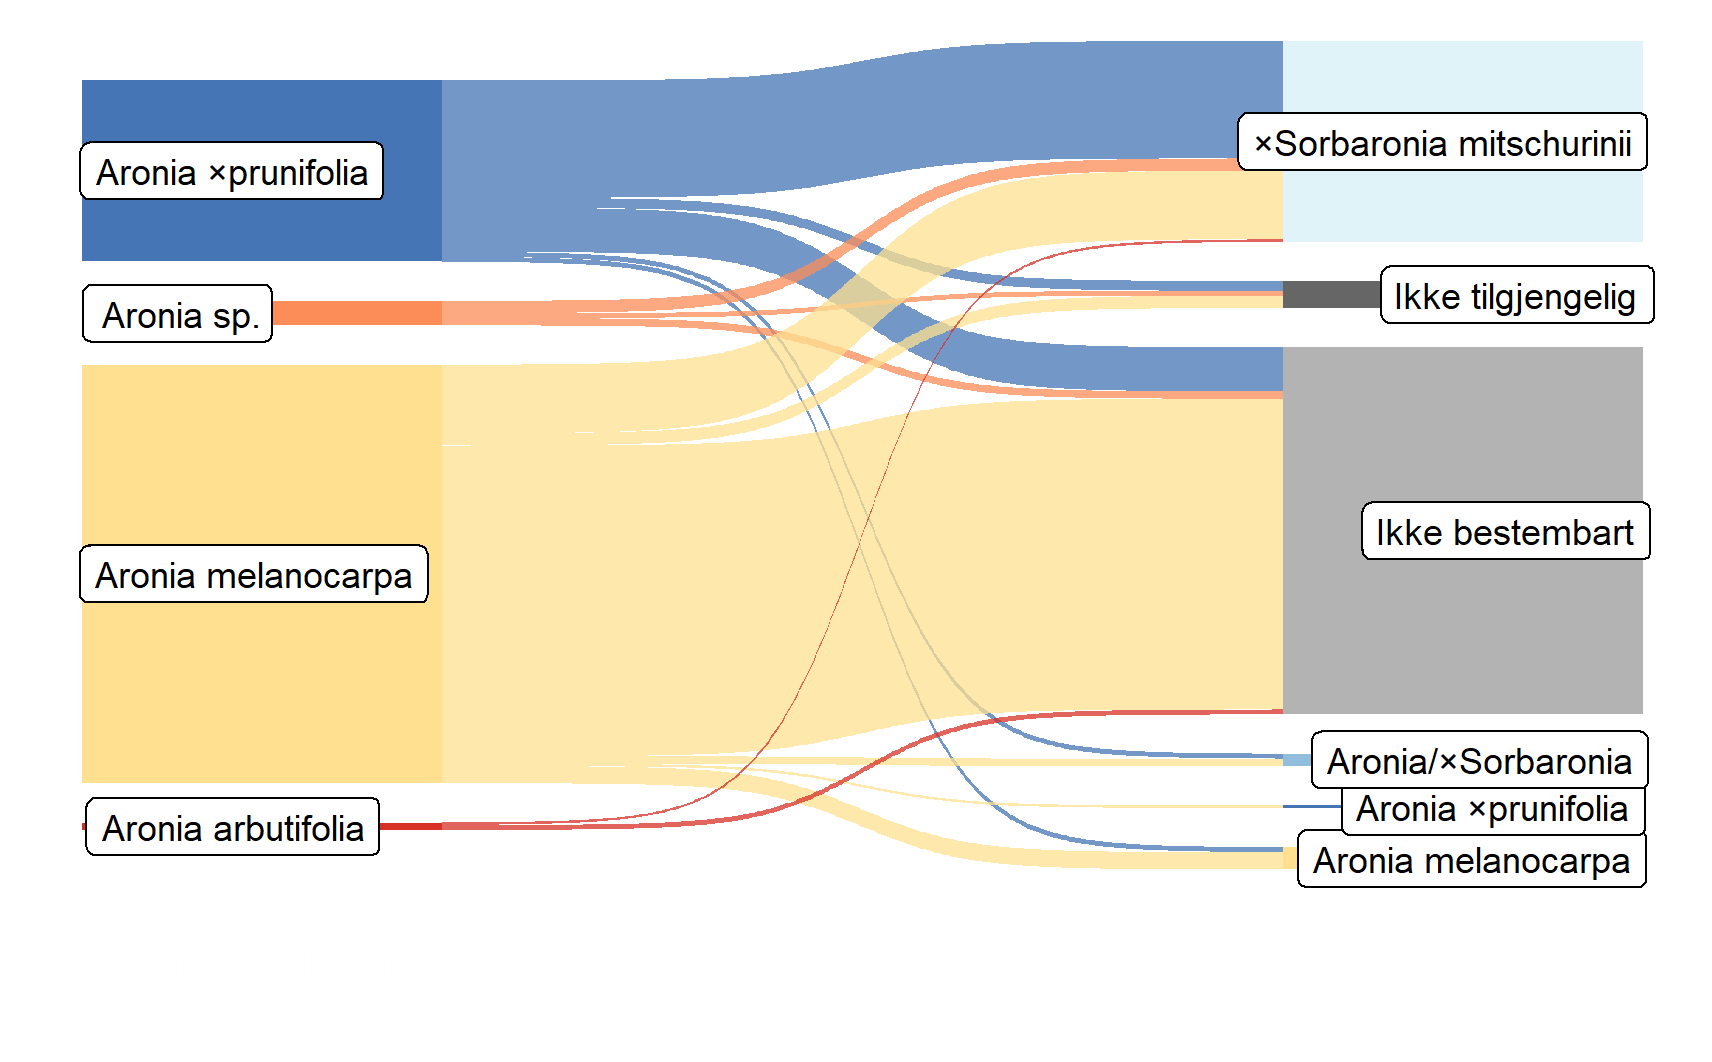 Aronia ×prunifolia
Aronia sp.
Aronia melanocarpa
Aronia arbutifolia
×Sorbaronia mitschurinii
Ikke tilgjengelig
Ikke bestembart
Aronia/×Sorbaronia
Aronia ×prunifolia
Aronia melanocarpa